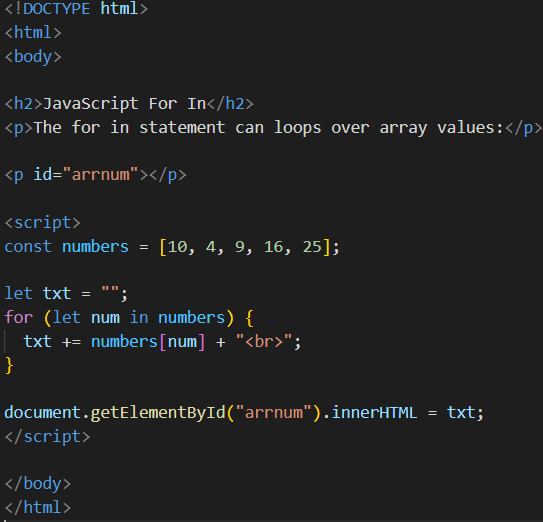 <!DOCTYPE html>
<html>
<body>
<h2>JavaScript For In</h2>
<p>The for in statement can loops over array values:</p>
<p id="arrnum"></p>
<script>
const numbers = [10, 4, 9, 16, 25];
let txt = "";
for (let num in numbers) {
  txt += numbers[num] + "<br>";
}
document.getElementById("arrnum").innerHTML = txt;
</script>
</body>
</html>